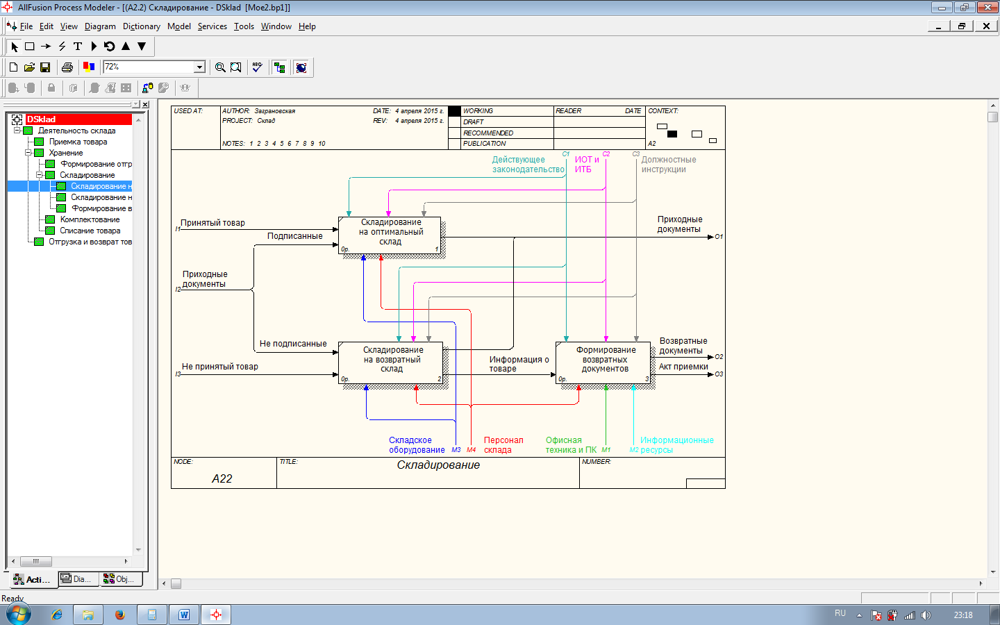 AllFusion Process Modeler - [(A2.2) Складирование - DSklad [Moe2.bp1]]
File Edit View Diagram Dictionary Model Services Tools Window Help
72%
ABC
DSklad
Деятельность склада
Приемка товара
Хранение
Формирование отгр
Складирование
Складирование н
Складирование н
Формирование в
Комплектование
Списание товара
Отгрузка и возврат тов
Acti...
Dia...
Obj...
USED AT:
AUTHOR: Заграновская
DATE: 4 апреля 2015 г.
PROJECT: Склад
REV: 4 апреля 2015 г.
NOTES: 1 2 3 4 5 6 7 8 9 10
WORKING
DRAFT
RECOMMENDED
PUBLICATION
READER DATE
CONTEXT:
A2
C1
C2
C3
Действующее
законодательство
ИОТ и
ИТБ
Должностные
инструкции
I1
Принятый товар
Подписанные
Складирование
на оптимальный
склад
0р. 1
Приходные
документы
O1
Приходные
документы
I2
Не подписанные
Не принятый товар
I3
Складирование
на возвратный
склад
0р. 2
Информация о
товаре
Формирование
возвратных
документов
0р. 3
Возвратные
документы
O2
Акт приемки
O3
Складское
оборудование
M3
M4
Персонал
склада
Офисная
техника и ПК
M1
M2
Информационные
ресурсы
NODE:
A22
TITLE:
Складирование
NUMBER:
Ready
RU
23:18